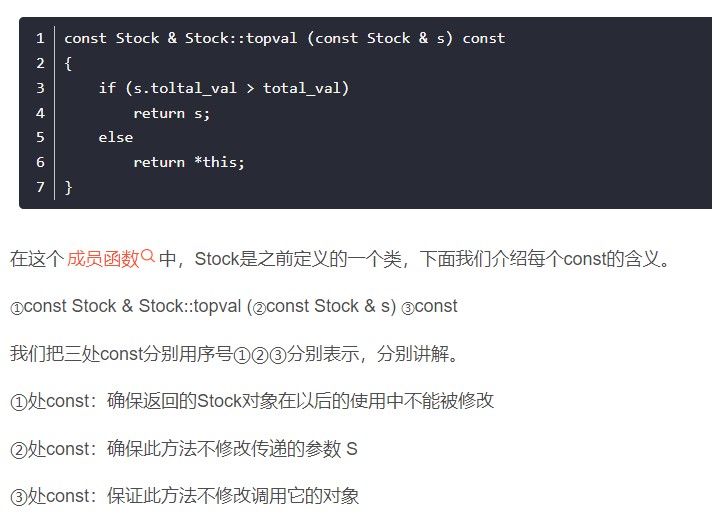 1 const Stock & Stock::topval (const Stock & s) const
2 {
3     if (s.toltal_val > total_val)
4         return s;
5     else
6         return *this;
7 }
在这个 成员函数 中，Stock是之前定义的一个类，下面我们介绍每个const的含义。
①const Stock & Stock::topval (②const Stock & s) ③const
我们把三处const分别用序号①②③分别表示，分别讲解。
①处const：确保返回的Stock对象在以后的使用中不能被修改
②处const：确保此方法不修改传递的参数 S
③处const：保证此方法不修改调用它的对象